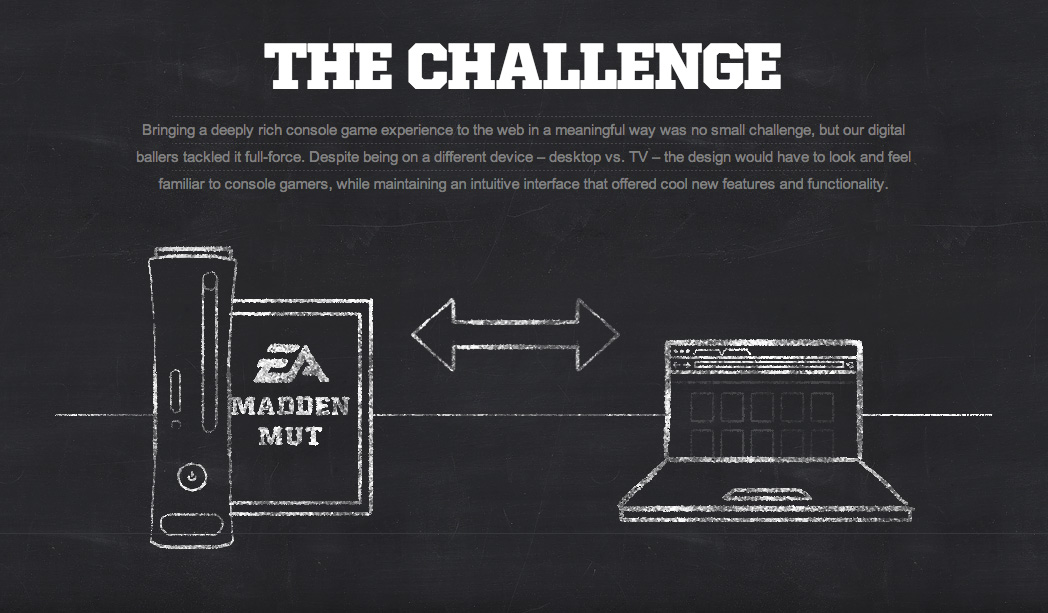 THE CHALLENGE
Bringing a deeply rich console game experience to the web in a meaningful way was no small challenge, but our digital
ballers tackled it full-force. Despite being on a different device – desktop vs. TV – the design would have to look and feel
familiar to console gamers, while maintaining an intuitive interface that offered cool new features and functionality.
EA
MADDEN
MUT